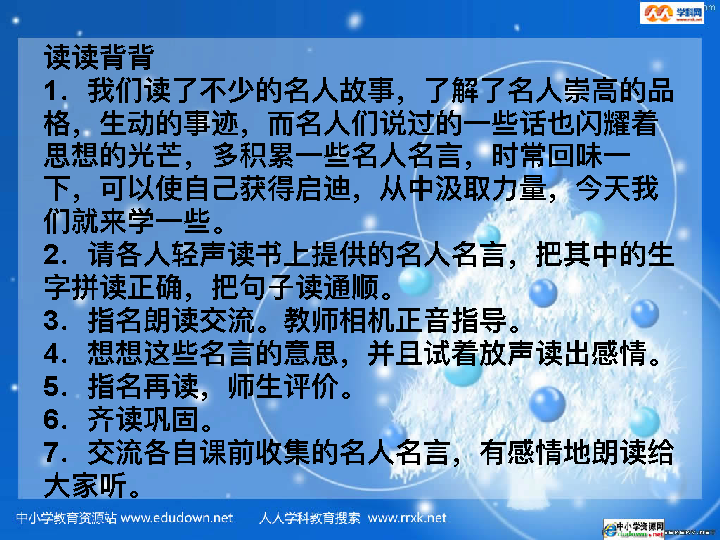 学科网
读读背背
1．我们读了不少的名人故事，了解了名人崇高的品
格，生动的事迹，而名人们说过的一些话也闪耀着
思想的光芒，多积累一些名人名言，时常回味一
下，可以使自己获得启迪，从中汲取力量，今天我
们就来学一些。
2．请各人轻声读书上提供的名人名言，把其中的生
字拼读正确，把句子读通顺。
3．指名朗读交流。教师相机正音指导。
4．想想这些名言的意思，并且试着放声读出感情。
5．指名再读，师生评价。
6．齐读巩固。
7．交流各自课前收集的名人名言，有感情地朗读给
大家听。
中小学教育资源站 www.edudown.net 人人学科教育搜索 www.rrxk.net
中小学资源网